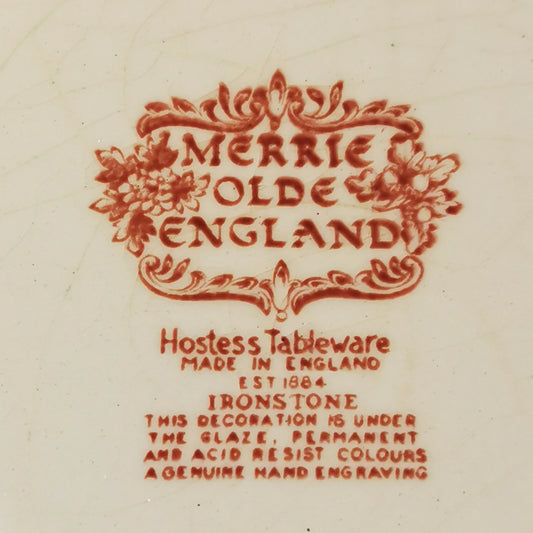 MERRIE
OLDE
ENGLAND
Hostess Tableware
MADE IN ENGLAND
EST 1884
IRONSTONE
THIS DECORATION IS UNDER
THE GLAZE, PERMANENT
AND ACID RESIST COLOURS
A GENUINE HAND ENGRAVING